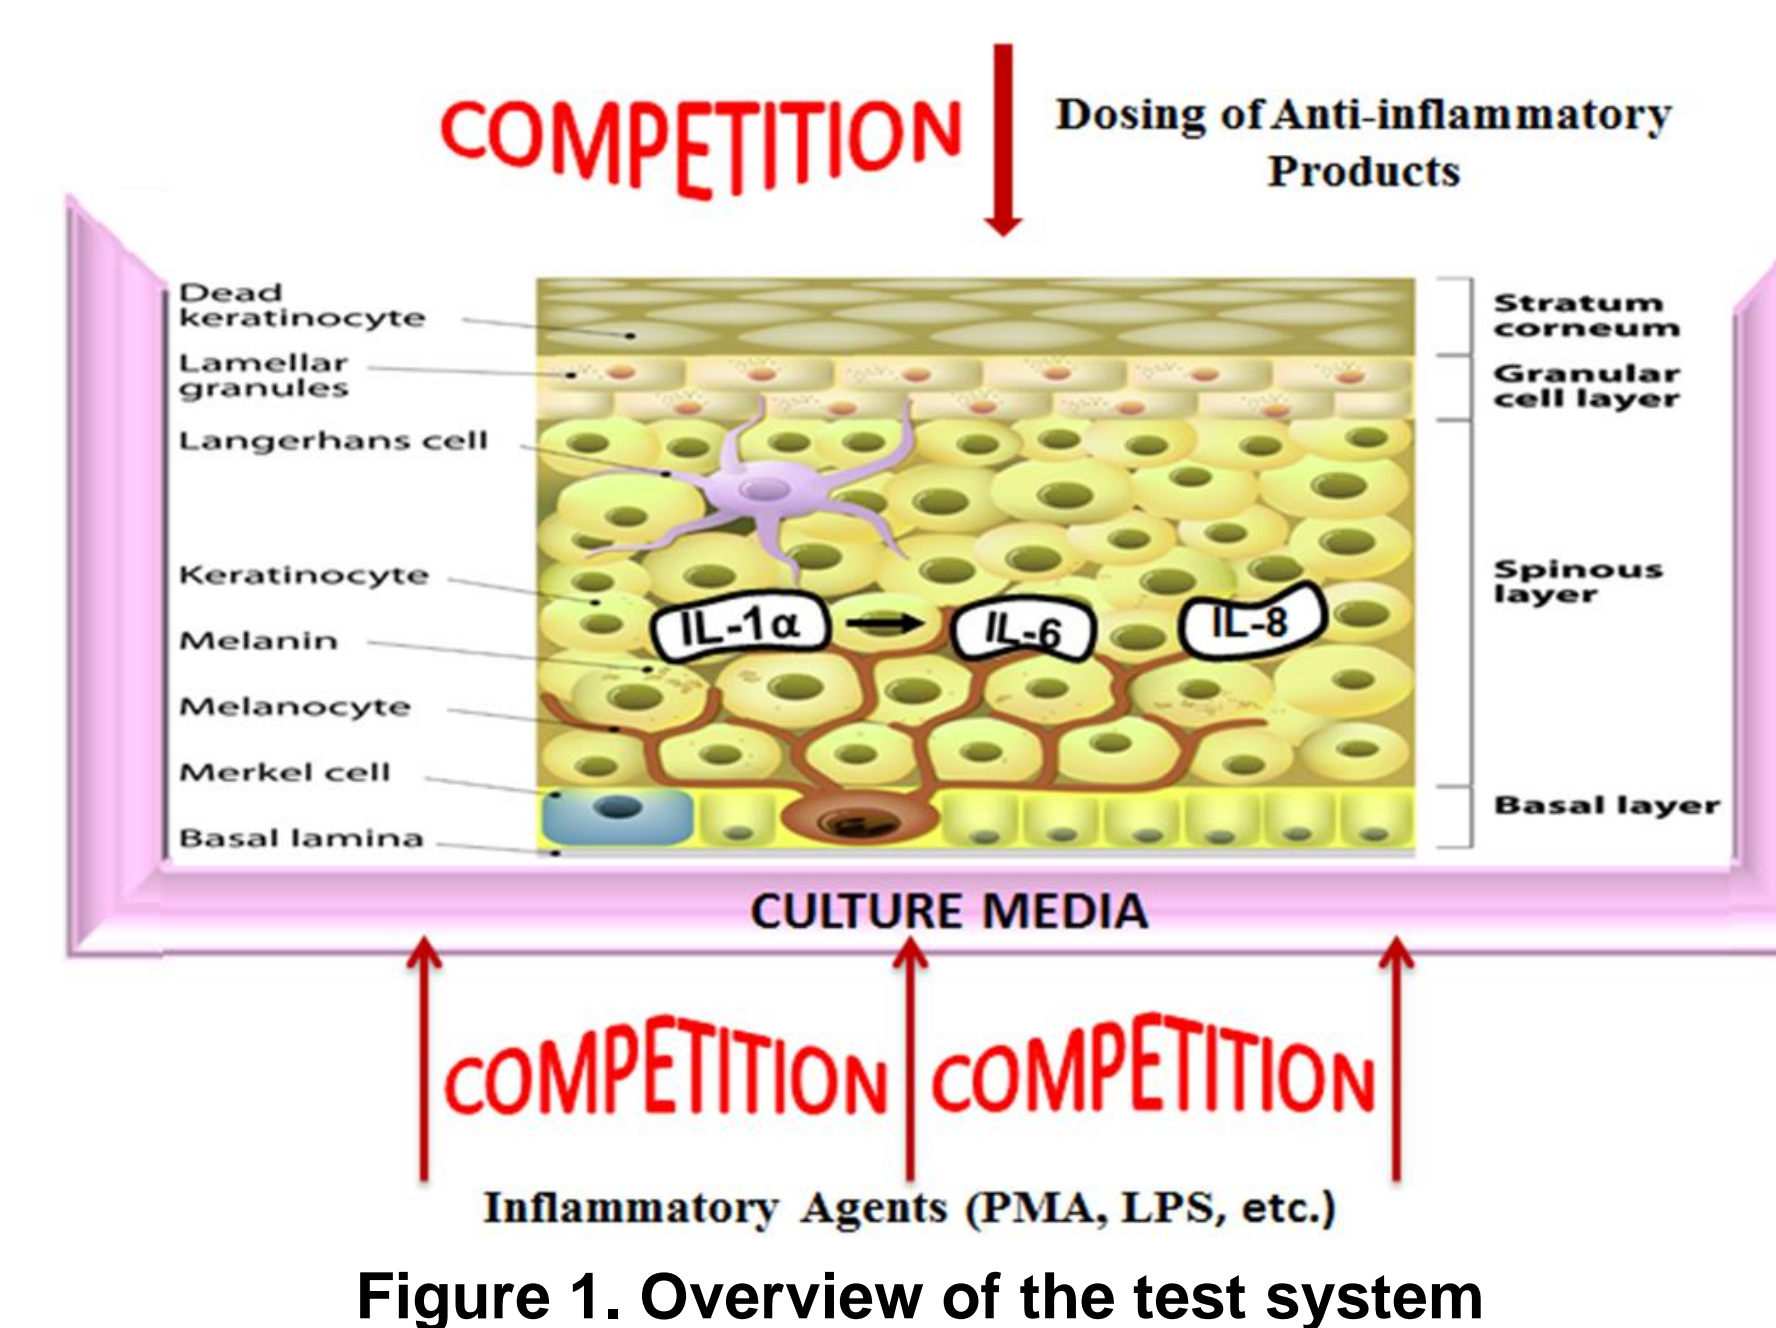 COMPETITION
Dosing of Anti-inflammatory
Products
Dead
keratinocyte
Lamellar
granules
Langerhans cell
Keratinocyte
Melanin
Melanocyte
Merkel cell
Basal lamina
IL-1α
IL-6
IL-8
Stratum
corneum
Granular
cell layer
Spinous
layer
Basal layer
CULTURE MEDIA
COMPETITION
COMPETITION
Inflammatory Agents (PMA, LPS, etc.)
Figure 1. Overview of the test system